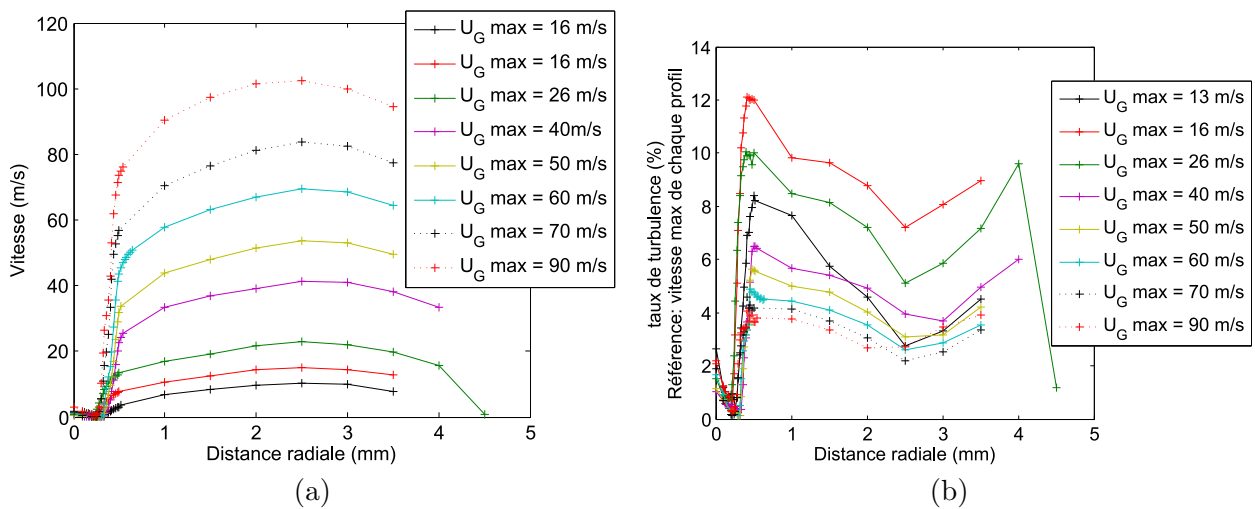 120
100
80
60
40
20
0
0 1 2 3 4 5
Vitesse (m/s)
Distance radiale (mm)
U_G max = 16 m/s
U_G max = 16 m/s
U_G max = 26 m/s
U_G max = 40m/s
U_G max = 50 m/s
U_G max = 60 m/s
U_G max = 70 m/s
U_G max = 90 m/s
(a)
14
12
10
8
6
4
2
0
0 1 2 3 4 5
taux de turbulence (%)
Référence: vitesse max de chaque profil
Distance radiale (mm)
U_G max = 13 m/s
U_G max = 16 m/s
U_G max = 26 m/s
U_G max = 40 m/s
U_G max = 50 m/s
U_G max = 60 m/s
U_G max = 70 m/s
U_G max = 90 m/s
(b)